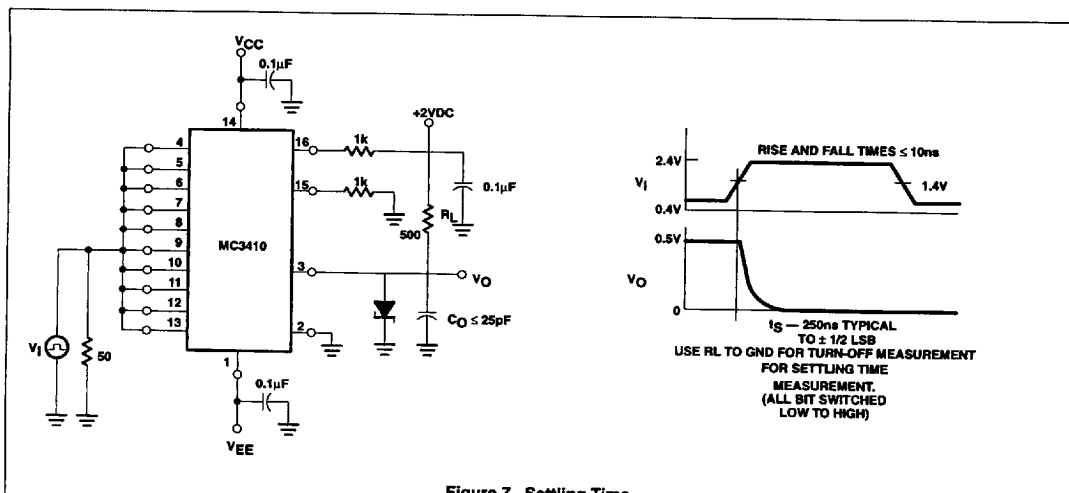 VCC
0.1µF
14
4
5
6
7
8
9
10
11
12
13
16
15
3
2
1
MC3410
1k
1k
+2VDC
0.1µF
RL
500
VO
CO ≤ 25pF
VI
50
0.1µF
VEE
RISE AND FALL TIMES ≤ 10ns
2.4V
VI
1.4V
0.4V
0.5V
VO
0
tS — 250ns TYPICAL
TO ± 1/2 LSB
USE RL TO GND FOR TURN-OFF MEASUREMENT
FOR SETTLING TIME
MEASUREMENT.
(ALL BIT SWITCHED
LOW TO HIGH)
Figure 7. Settling Time